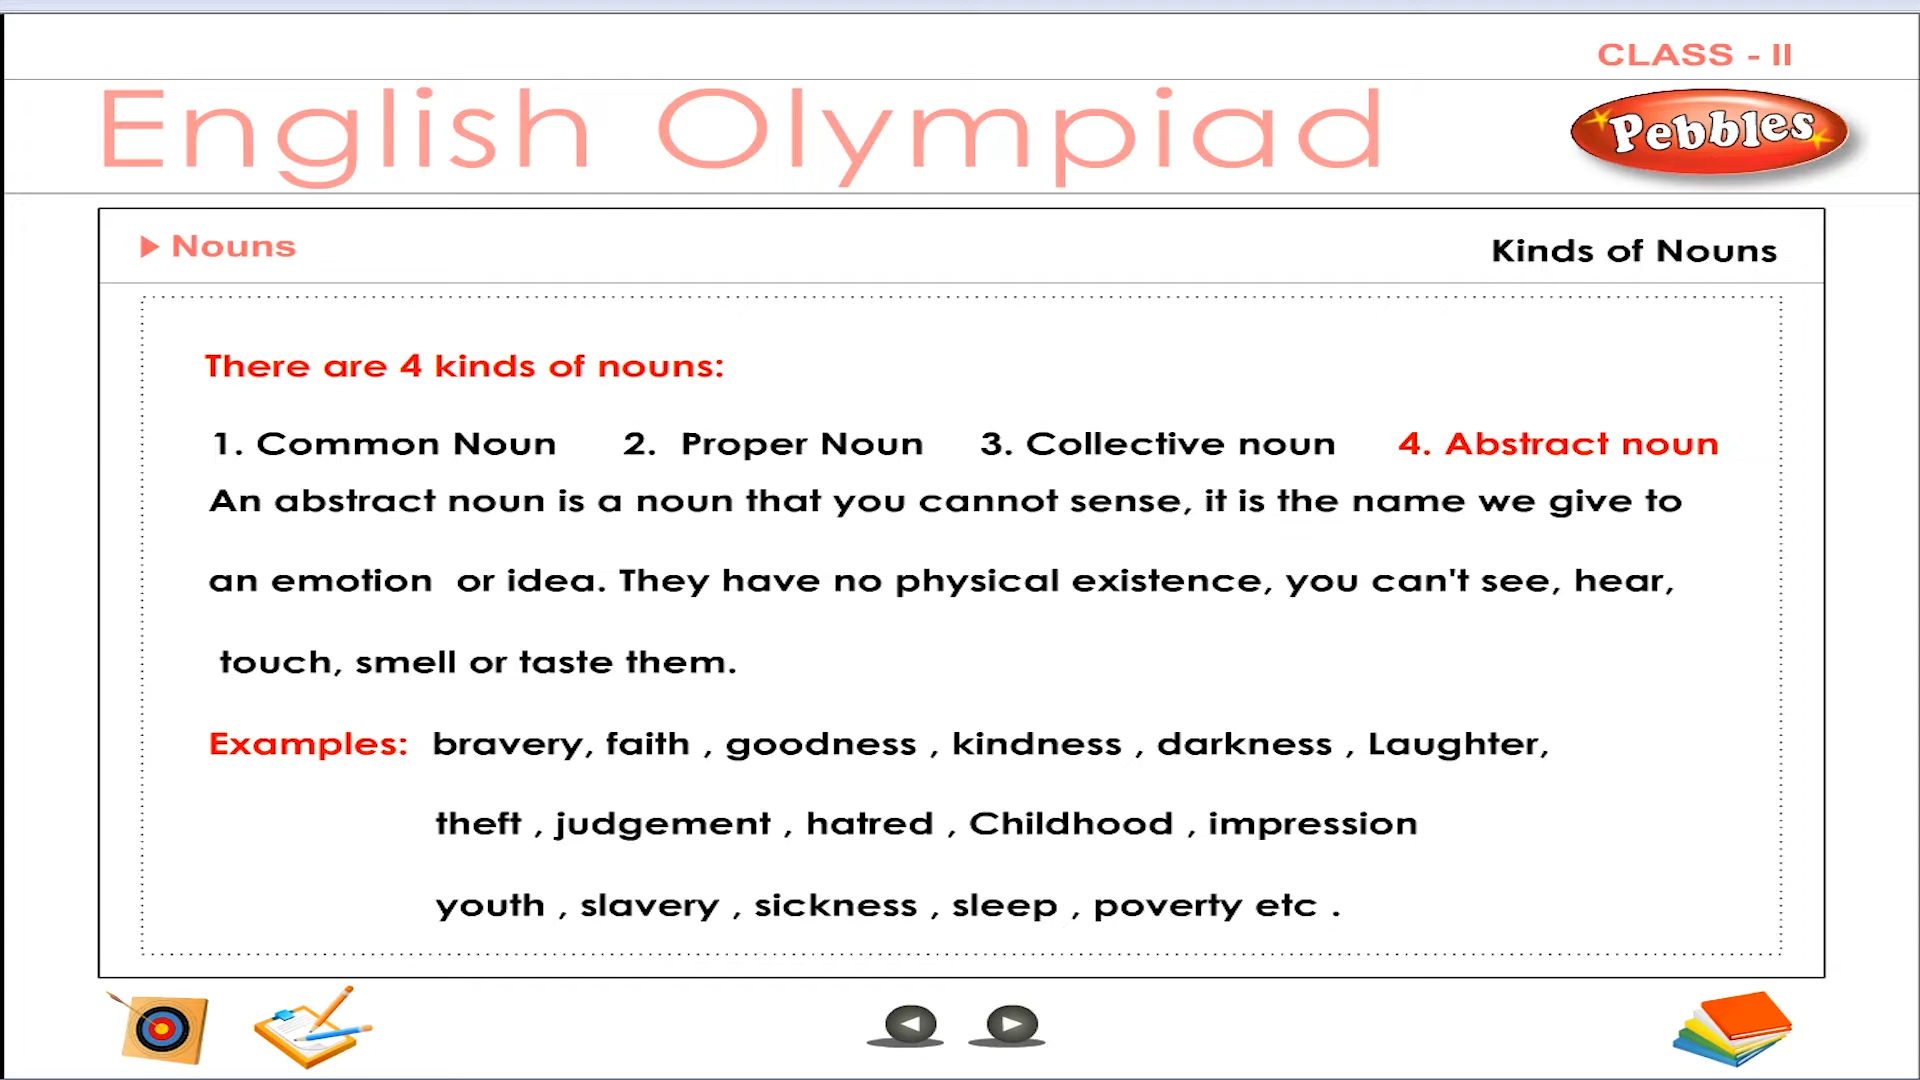 CLASS - II
English Olympiad
Pebbles
Nouns
Kinds of Nouns
There are 4 kinds of nouns:
1. Common Noun 2. Proper Noun 3. Collective noun 4. Abstract noun
An abstract noun is a noun that you cannot sense, it is the name we give to
an emotion or idea. They have no physical existence, you can't see, hear,
touch, smell or taste them.
Examples: bravery, faith , goodness , kindness , darkness , Laughter,
theft , judgement , hatred , Childhood , impression
youth , slavery , sickness , sleep , poverty etc .